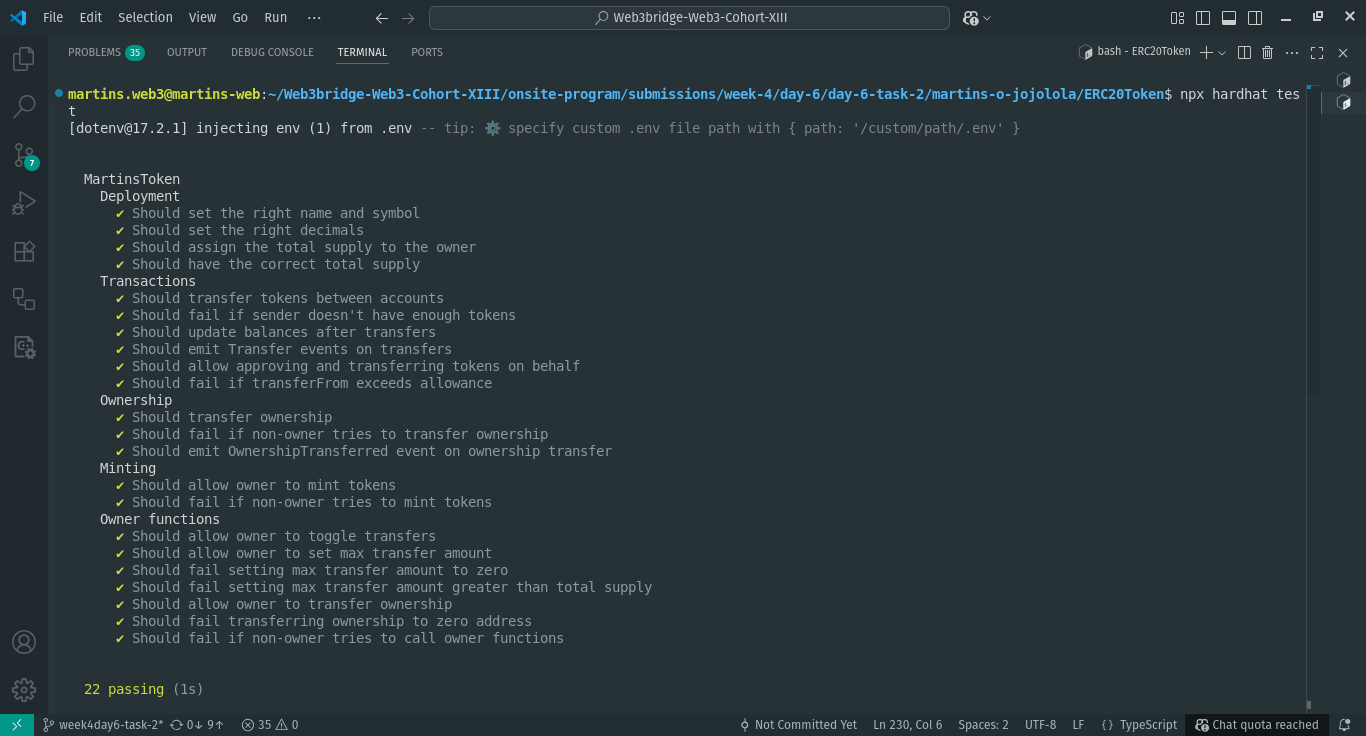 File Edit Selection View Go Run ··· Web3bridge-Web3-Cohort-XIII
PROBLEMS 35 OUTPUT DEBUG CONSOLE TERMINAL PORTS bash - ERC20Token
martins.web3@martins-web:~/Web3bridge-Web3-Cohort-XIII/onsite-program/submissions/week-4/day-6/day-6-task-2/martins-o-jojolola/ERC20Token$ npx hardhat tes
t
[dotenv@17.2.1] injecting env (1) from .env -- tip: ⚙️ specify custom .env file path with { path: '/custom/path/.env' }
MartinsToken
Deployment
✔ Should set the right name and symbol
✔ Should set the right decimals
✔ Should assign the total supply to the owner
✔ Should have the correct total supply
Transactions
✔ Should transfer tokens between accounts
✔ Should fail if sender doesn't have enough tokens
✔ Should update balances after transfers
✔ Should emit Transfer events on transfers
✔ Should allow approving and transferring tokens on behalf
✔ Should fail if transferFrom exceeds allowance
Ownership
✔ Should transfer ownership
✔ Should fail if non-owner tries to transfer ownership
✔ Should emit OwnershipTransferred event on ownership transfer
Minting
✔ Should allow owner to mint tokens
✔ Should fail if non-owner tries to mint tokens
Owner functions
✔ Should allow owner to toggle transfers
✔ Should allow owner to set max transfer amount
✔ Should fail setting max transfer amount to zero
✔ Should fail setting max transfer amount greater than total supply
✔ Should allow owner to transfer ownership
✔ Should fail transferring ownership to zero address
✔ Should fail if non-owner tries to call owner functions
7
22 passing (1s)
week4day6-task-2* 0↓ 9↑ 35 0 Not Committed Yet Ln 230, Col 6 Spaces: 2 UTF-8 LF {} TypeScript Chat quota reached